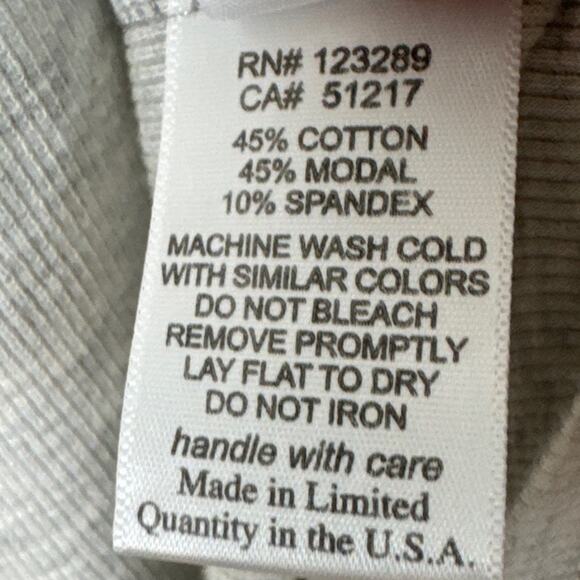 RN# 123289
CA# 51217
45% COTTON
45% MODAL
10% SPANDEX
MACHINE WASH COLD
WITH SIMILAR COLORS
DO NOT BLEACH
REMOVE PROMPTLY
LAY FLAT TO DRY
DO NOT IRON
handle with care
Made in Limited
Quantity in the U.S.A.